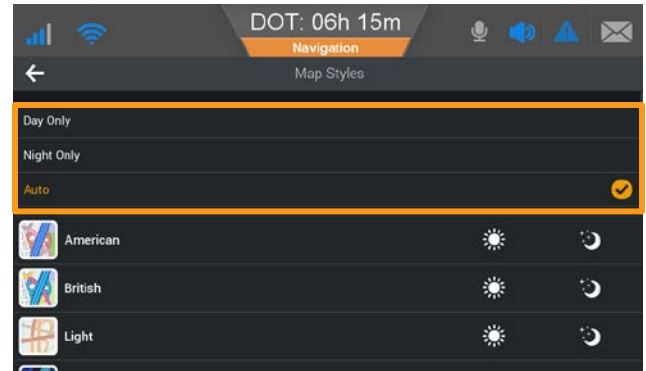 DOT: 06h 15m
Navigation
Map Styles
Day Only
Night Only
Auto
American
British
Light